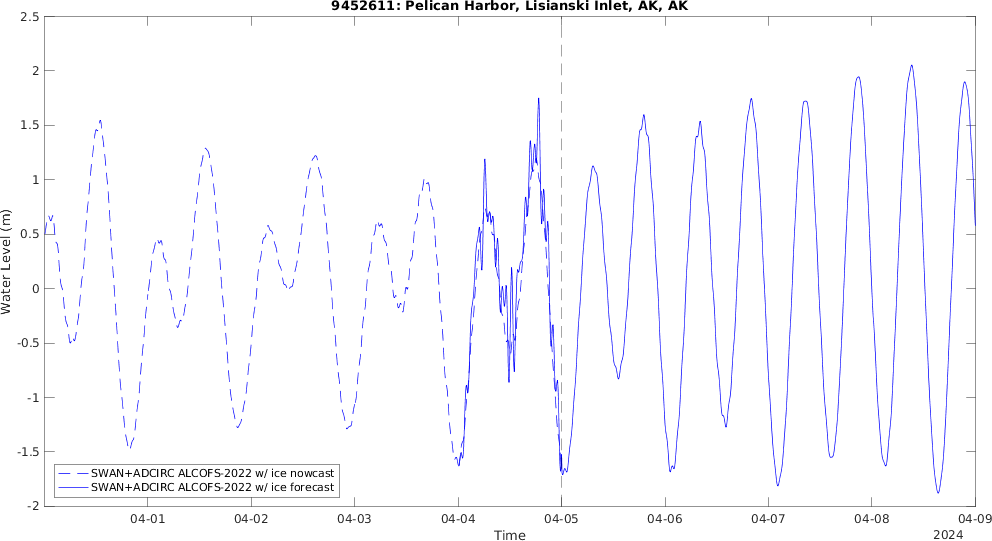 9452611: Pelican Harbor, Lisianski Inlet, AK, AK
2.5
2
1.5
1
0.5
0
-0.5
-1
-1.5
-2
Water Level (m)
SWAN+ADCIRC ALCOFS-2022 w/ ice nowcast
SWAN+ADCIRC ALCOFS-2022 w/ ice forecast
04-01 04-02 04-03 04-04 04-05 04-06 04-07 04-08 04-09
Time
2024